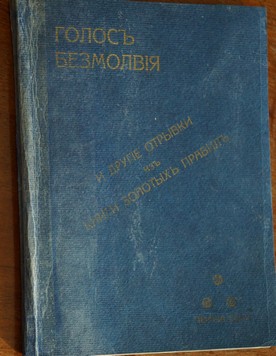 ГОЛОСЪ
БЕЗМОЛВІЯ
И ДРУГІЕ ОТРЫВКИ
ИЗЪ
КНИГИ ЗОЛОТЫХЪ ПРАВИЛЪ